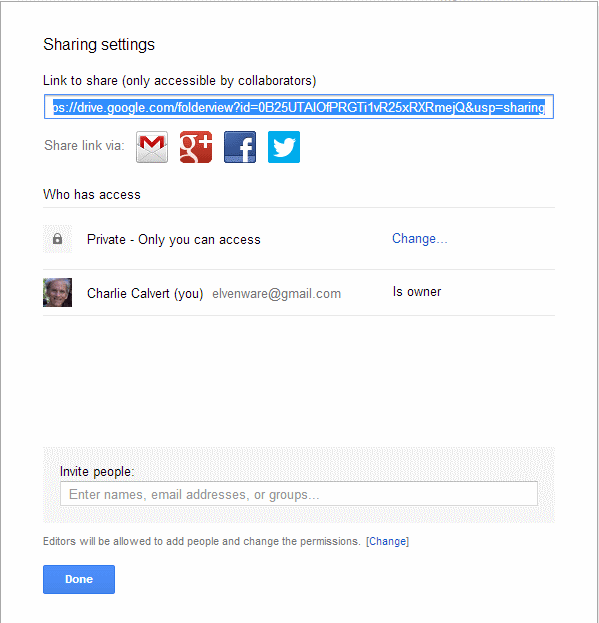 Sharing settings
Link to share (only accessible by collaborators)
ps://drive.google.com/folderview?id=0B25UTAlOfPRGTi1vR25xRXRmejQ&usp=sharing
Share link via:
Who has access
Private - Only you can access Change...
Charlie Calvert (you) elvenware@gmail.com Is owner
Invite people:
Enter names, email addresses, or groups...
Editors will be allowed to add people and change the permissions. [Change]
Done